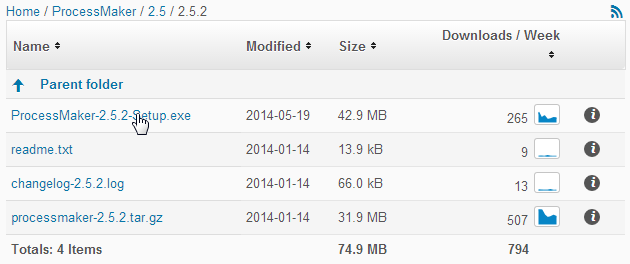 Home / ProcessMaker / 2.5 / 2.5.2
Name Modified Size Downloads / Week
Parent folder
ProcessMaker-2.5.2-Setup.exe 2014-05-19 42.9 MB 265
readme.txt 2014-01-14 13.9 kB 9
changelog-2.5.2.log 2014-01-14 66.0 kB 13
processmaker-2.5.2.tar.gz 2014-01-14 31.9 MB 507
Totals: 4 Items 74.9 MB 794